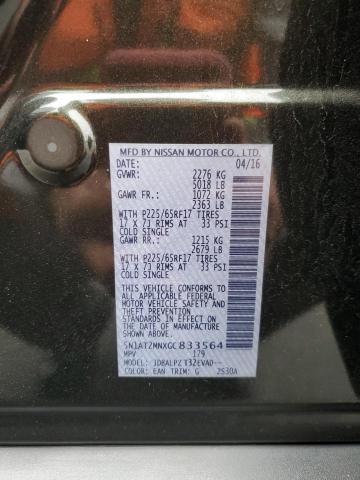 MFD BY NISSAN MOTOR CO., LTD.
DATE: 04/16
GVWR: 2276 KG
5018 LB
GAWR FR: 1072 KG
2363 LB
WITH P225/65RF17 TIRES
17 X 7J RIMS AT 33 PSI
COLD SINGLE
GAWR RR: 1215 KG
2679 LB
WITH P225/65RF17 TIRES
17 X 7J RIMS AT 33 PSI
COLD SINGLE
THIS VEHICLE CONFORMS TO
ALL APPLICABLE FEDERAL
MOTOR VEHICLE SAFETY AND
THEFT PREVENTION
STANDARDS IN EFFECT ON
THE DATE OF MANUFACTURE
SHOWN ABOVE.
5N1AT2MNXGC833564
MPV 179
T32EVAD--
COLOR: EAN TRIM: G 2S30A